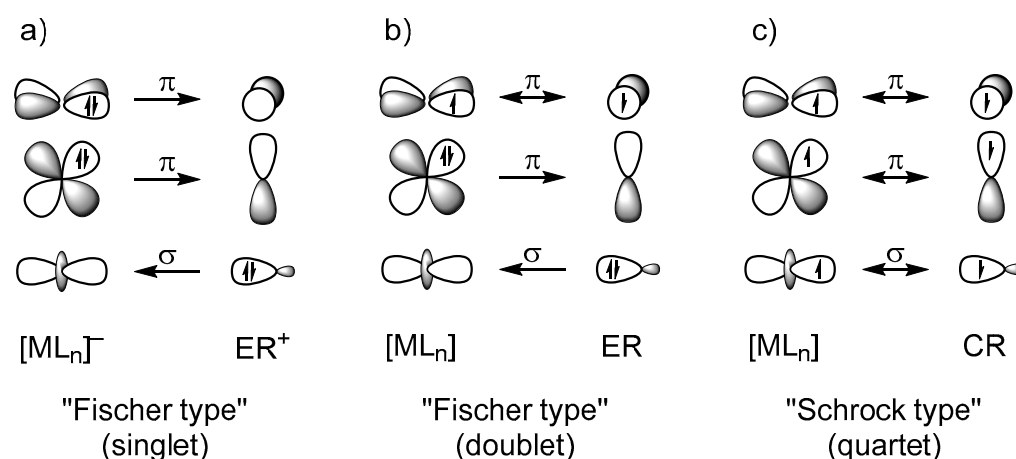 a) b) c)
π π π
π π π
σ σ σ
[MLₙ]⁻ ER⁺ [MLₙ] ER [MLₙ] CR
"Fischer type" "Fischer type" "Schrock type"
(singlet) (doublet) (quartet)